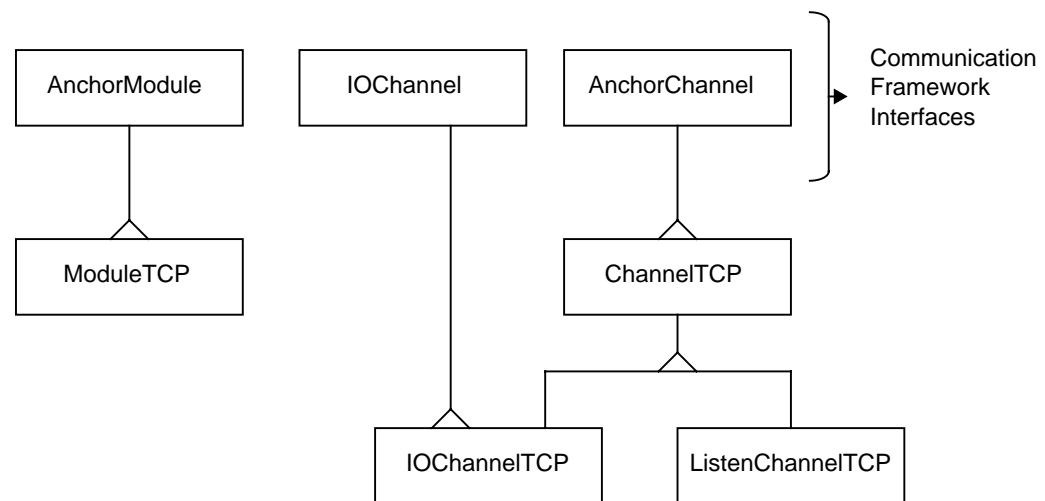 AnchorModule
IOChannel
AnchorChannel
Communication
Framework
Interfaces
ModuleTCP
ChannelTCP
IOChannelTCP
ListenChannelTCP